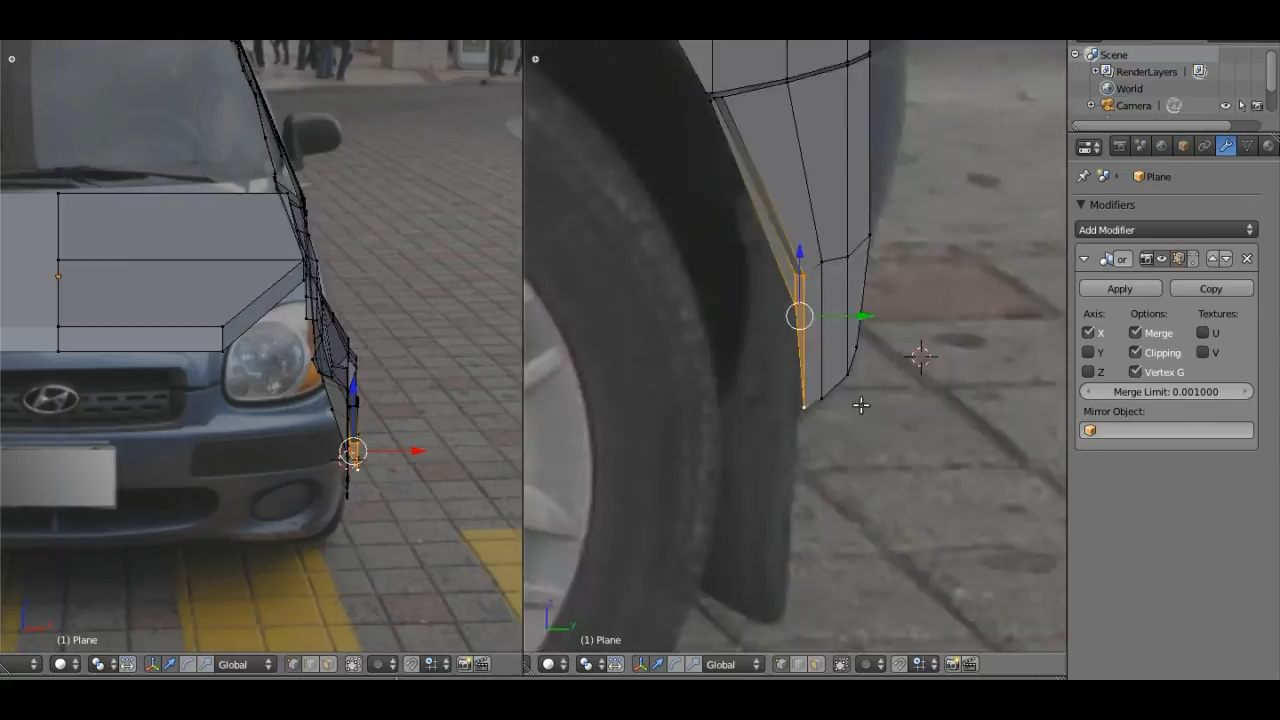 Scene
RenderLayers
World
Camera
Plane
Modifiers
Add Modifier
or
Apply
Copy
Axis:
Options:
Textures:
X
Merge
U
Y
Clipping
V
Z
Vertex G
Merge Limit: 0.001000
Mirror Object:
(1) Plane
(1) Plane
Global
Global